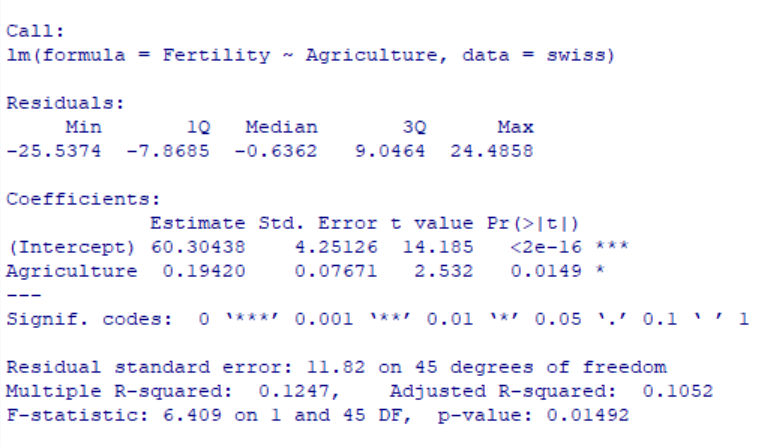 Call:
lm(formula = Fertility ~ Agriculture, data = swiss)
Residuals:
     Min       1Q   Median       3Q      Max
-25.5374  -7.8685  -0.6362   9.0464  24.4858
Coefficients:
            Estimate Std. Error t value Pr(>|t|)
(Intercept) 60.30438    4.25126  14.185   <2e-16 ***
Agriculture  0.19420    0.07671   2.532   0.0149 *
---
Signif. codes:  0 ‘***’ 0.001 ‘**’ 0.01 ‘*’ 0.05 ‘.’ 0.1 ‘ ’ 1
Residual standard error: 11.82 on 45 degrees of freedom
Multiple R-squared:  0.1247,    Adjusted R-squared:  0.1052
F-statistic: 6.409 on 1 and 45 DF,  p-value: 0.01492